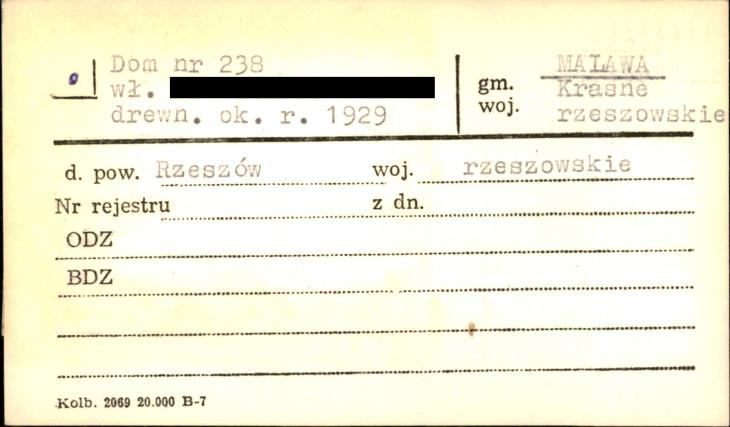 Dom nr 238
wł.
drewn. ok. r. 1929
MALAWA
gm. Krasne
woj. rzeszowskie
d. pow. Rzeszów woj. rzeszowskie
Nr rejestru z dn.
ODZ
BDZ
Kolb. 2069 20.000 B-7